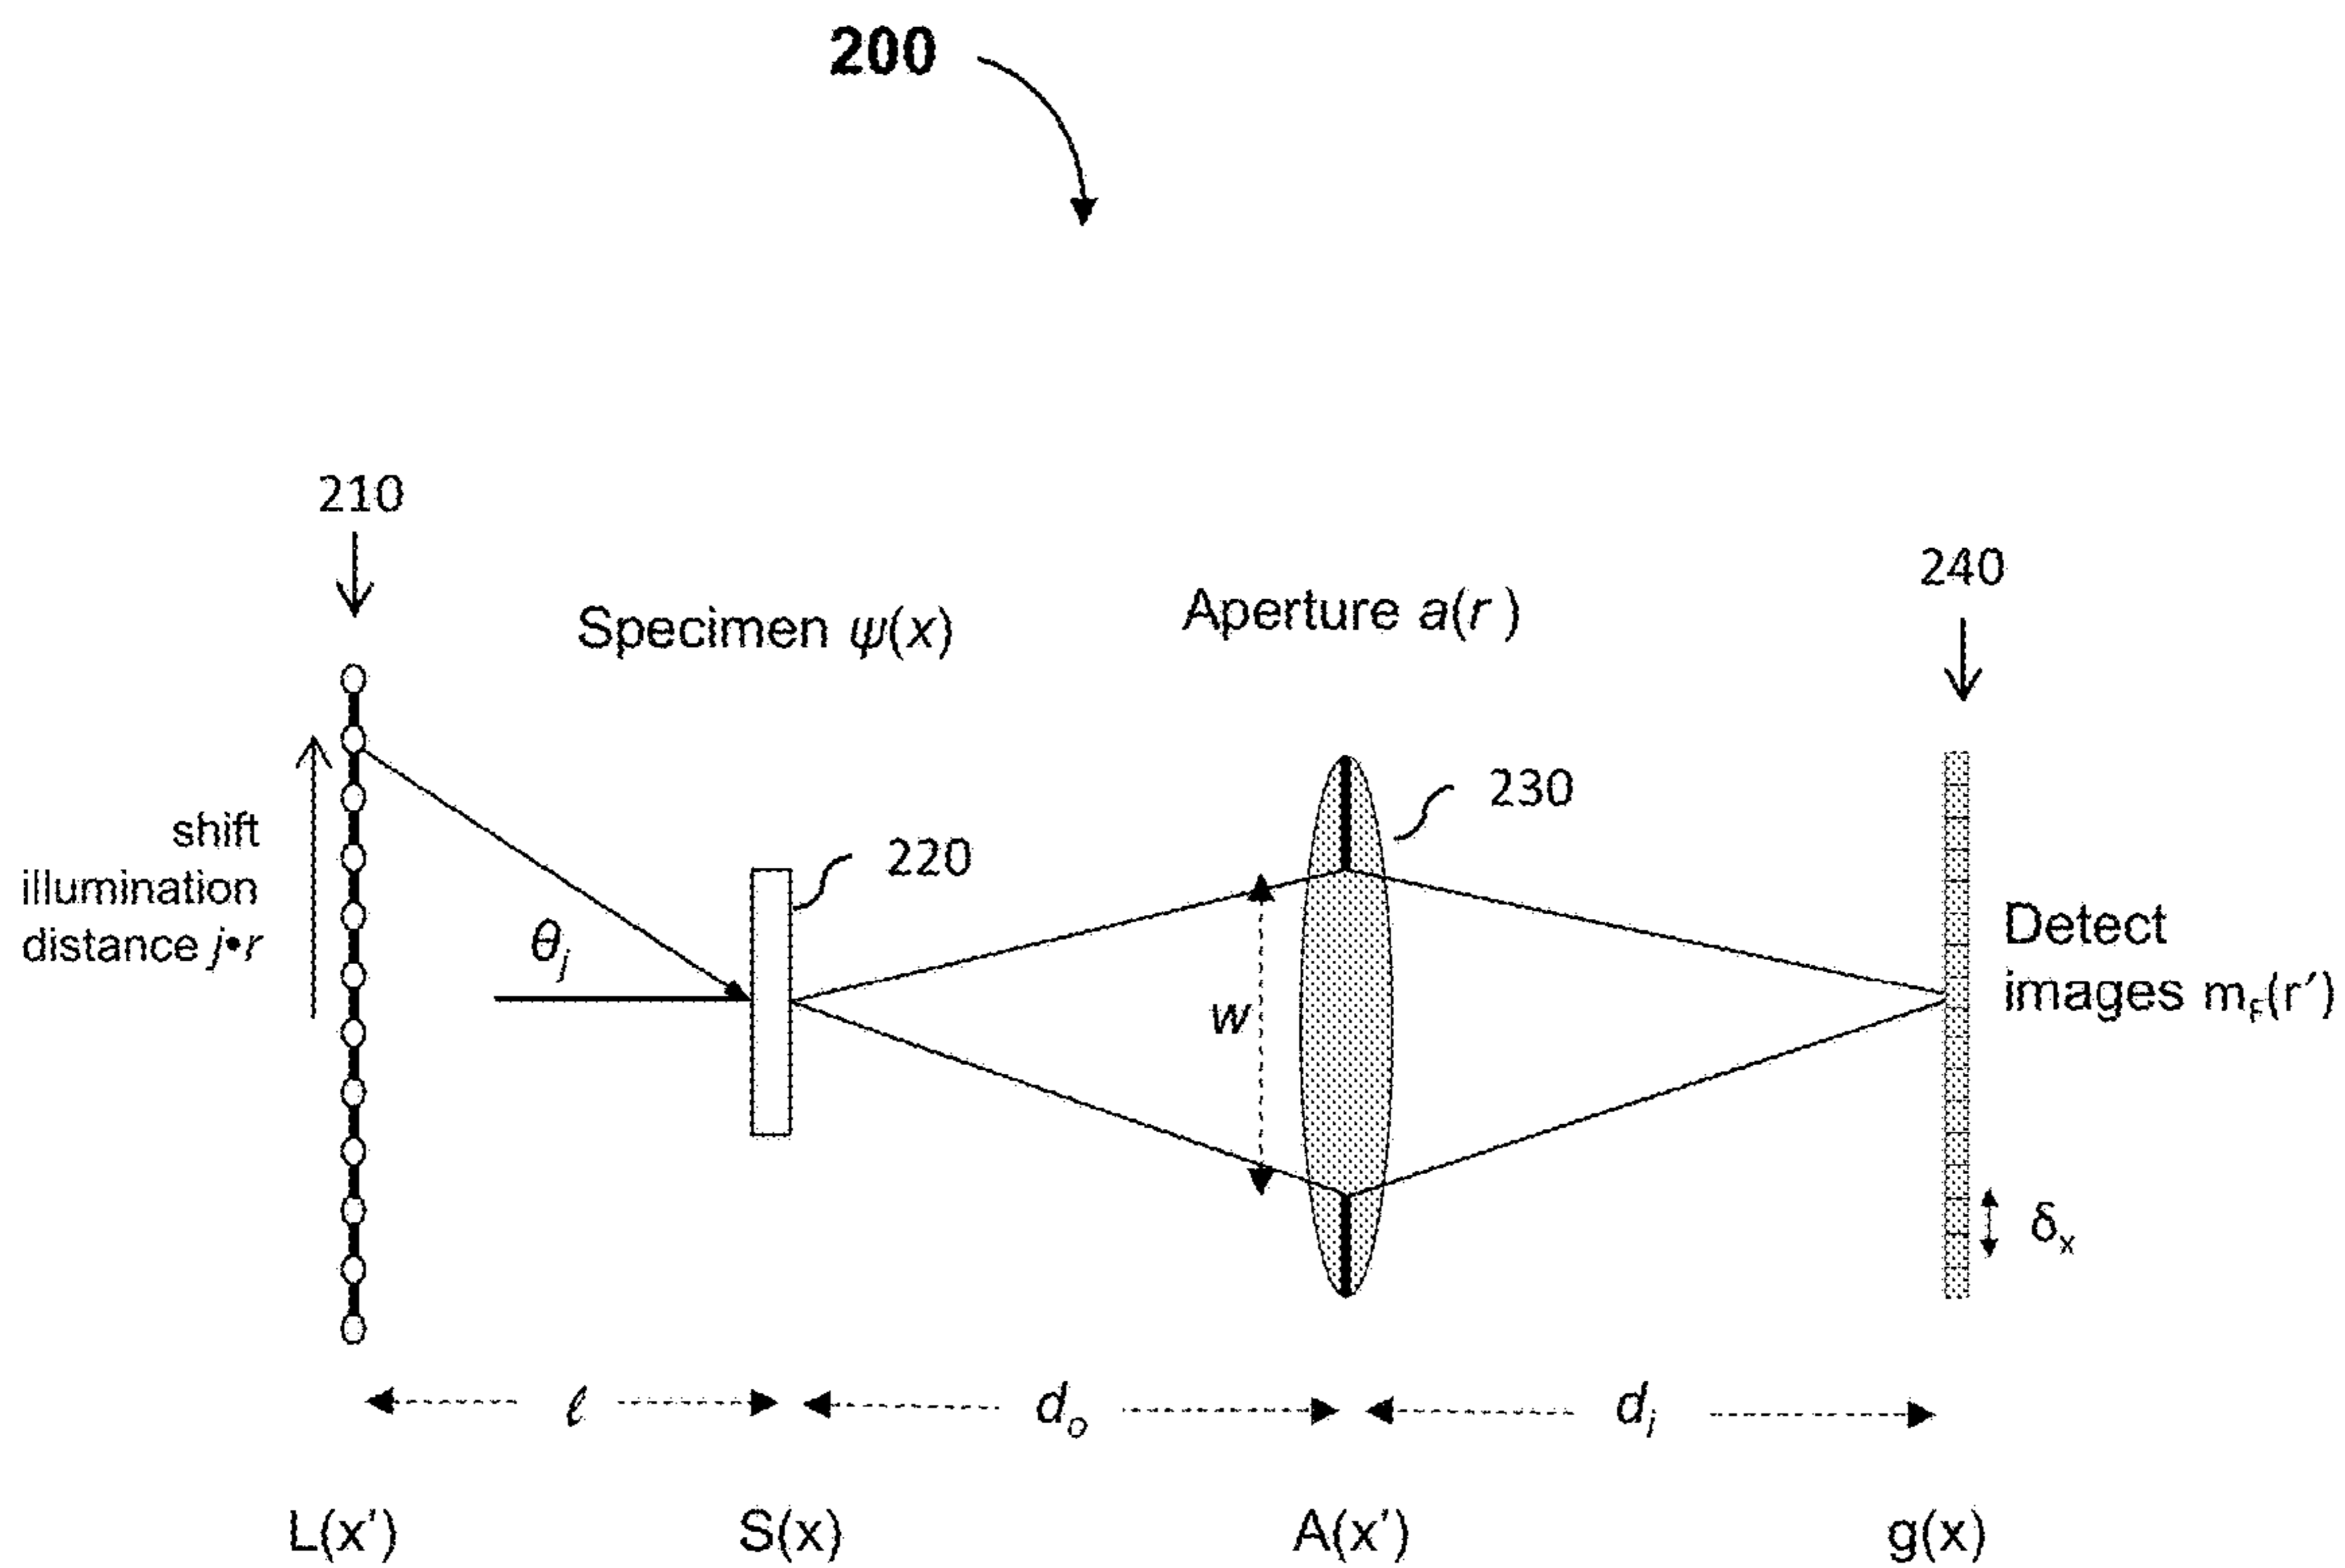 200
210
240
Specimen ψ(x)
Aperture a(r )
230
220
shift
illumination
distance j•r
θj
w
Detect
images mF(r′)
δx
ℓ
do
di
L(x')
S(x)
A(x')
g(x)